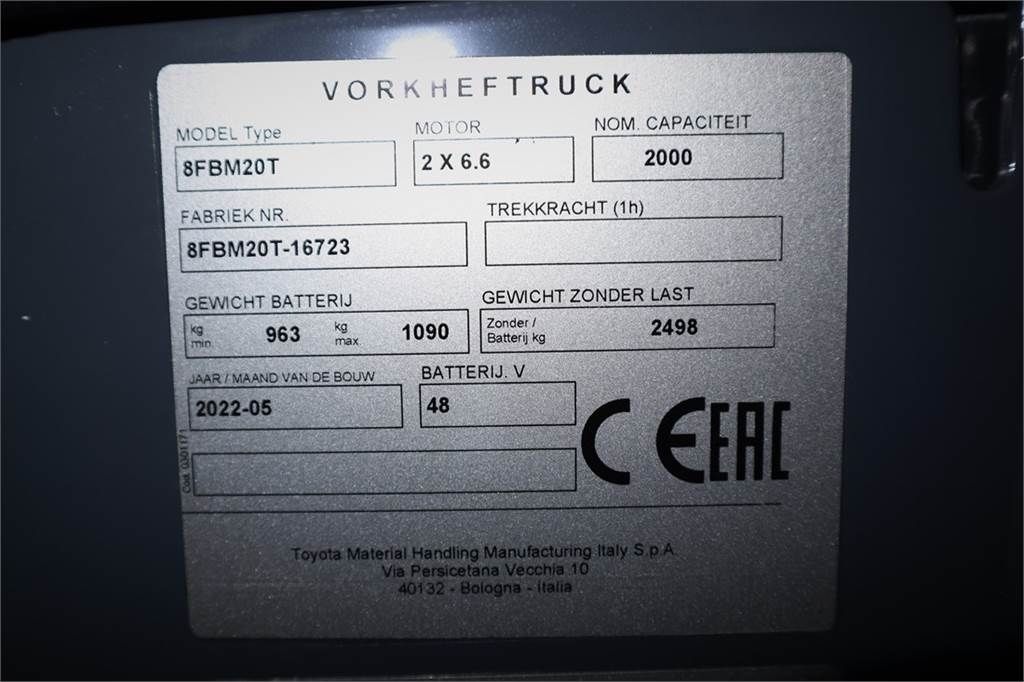 VORKHEFTRUCK
MODEL Type MOTOR NOM. CAPACITEIT
8FBM20T 2 X 6.6 2000
FABRIEK NR. TREKKRACHT (1h)
8FBM20T-16723
GEWICHT BATTERIJ GEWICHT ZONDER LAST
kg min. 963 kg max 1090 Zonder / Batterij kg 2498
JAAR / MAAND VAN DE BOUW BATTERIJ. V
2022-05 48
CE EAC
Cod. 0301171
Toyota Material Handling Manufacturing Italy S.p.A.
Via Persicetana Vecchia 10
40132 - Bologna - Italia